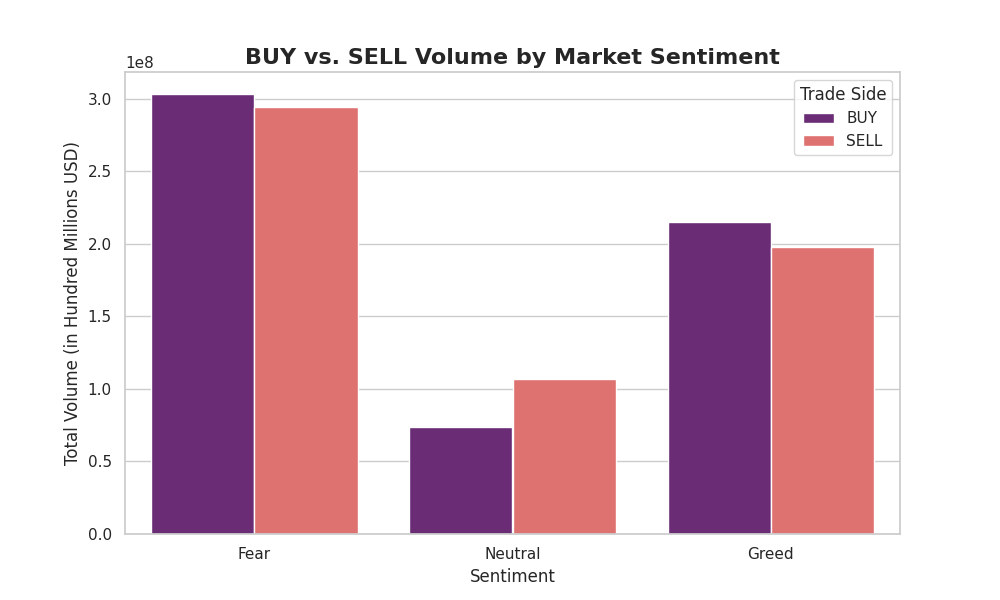 BUY vs. SELL Volume by Market Sentiment
1e8
Total Volume (in Hundred Millions USD)
3.0
2.5
2.0
1.5
1.0
0.5
0.0
Trade Side
BUY
SELL
Fear
Neutral
Greed
Sentiment